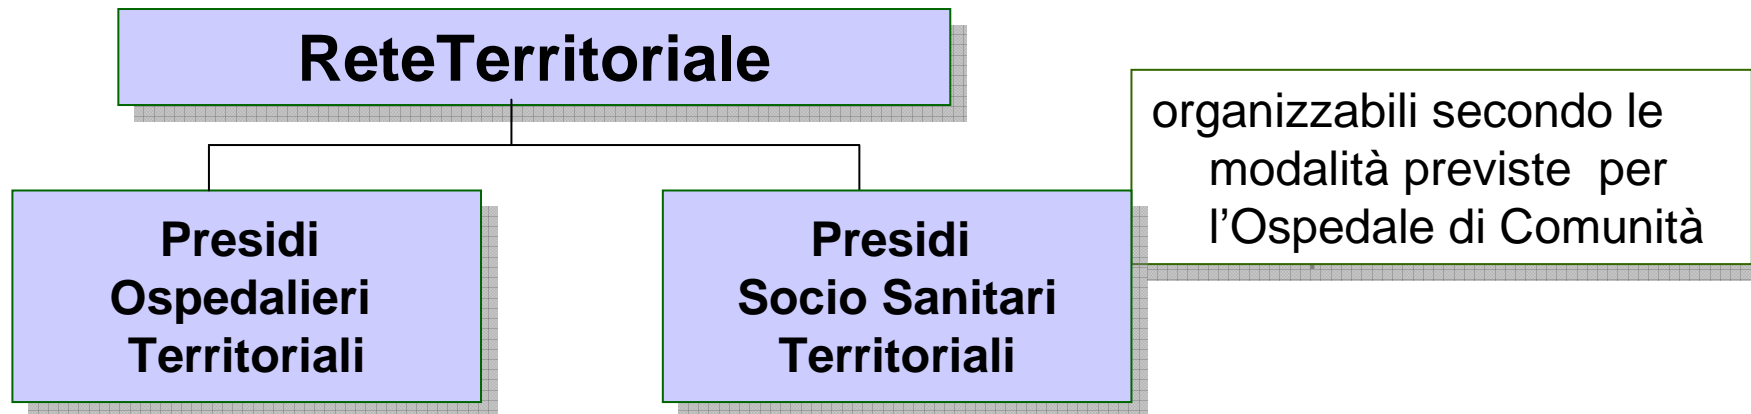 ReteTerritoriale
organizzabili secondo le
modalità previste per
l’Ospedale di Comunità
Presidi
Ospedalieri
Territoriali
Presidi
Socio Sanitari
Territoriali